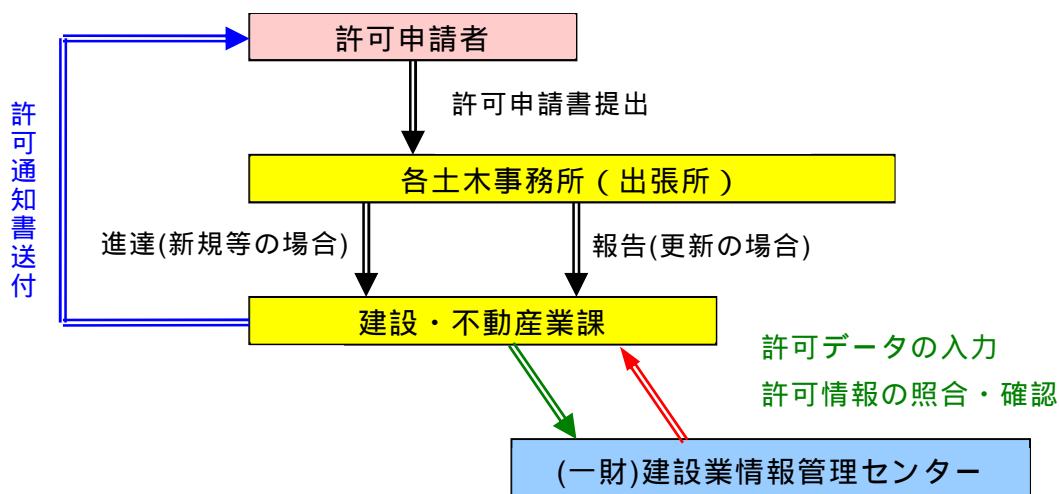 許可申請者
許可申請書提出
許可通知書送付
各土木事務所（出張所）
進達(新規等の場合)
報告(更新の場合)
建設・不動産業課
許可データの入力
許可情報の照合・確認
(一財)建設業情報管理センター